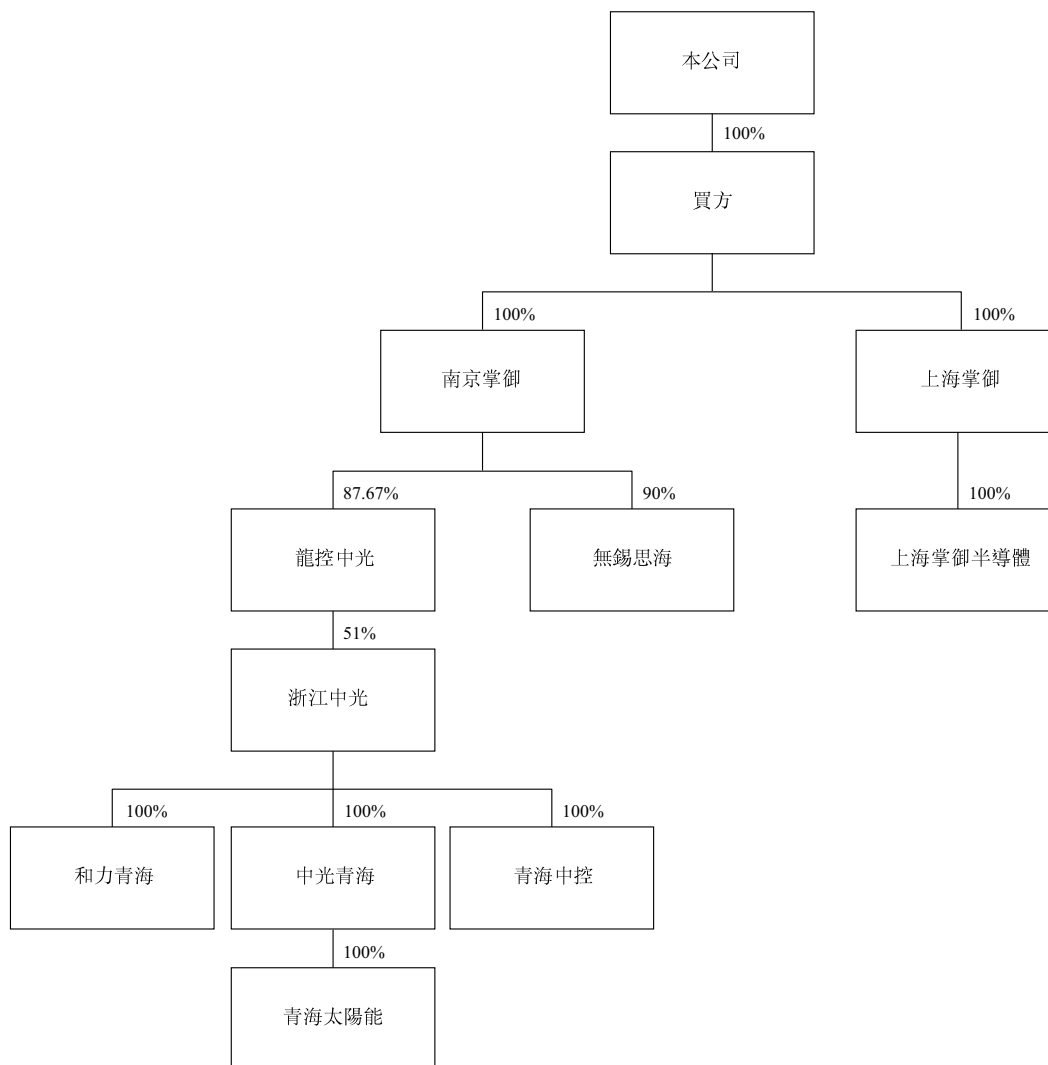 本公司
100%
買方
100%
100%
南京掌御
上海掌御
87.67%
90%
100%
龍控中光
無錫思海
上海掌御半導體
51%
浙江中光
100%
100%
100%
和力青海
中光青海
青海中控
100%
青海太陽能